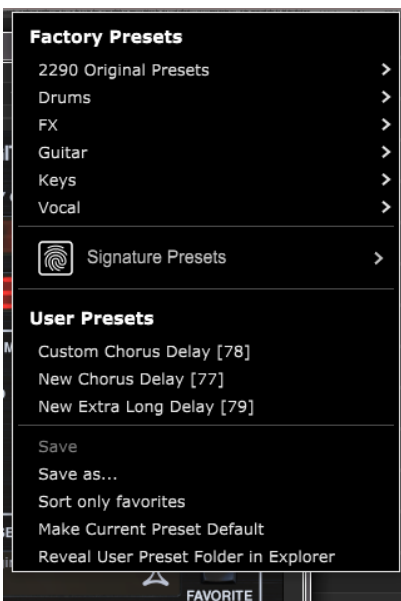 Factory Presets
2290 Original Presets
Drums
FX
Guitar
Keys
Vocal
Signature Presets
User Presets
Custom Chorus Delay [78]
New Chorus Delay [77]
New Extra Long Delay [79]
Save
Save as...
Sort only favorites
Make Current Preset Default
Reveal User Preset Folder in Explorer
FAVORITE